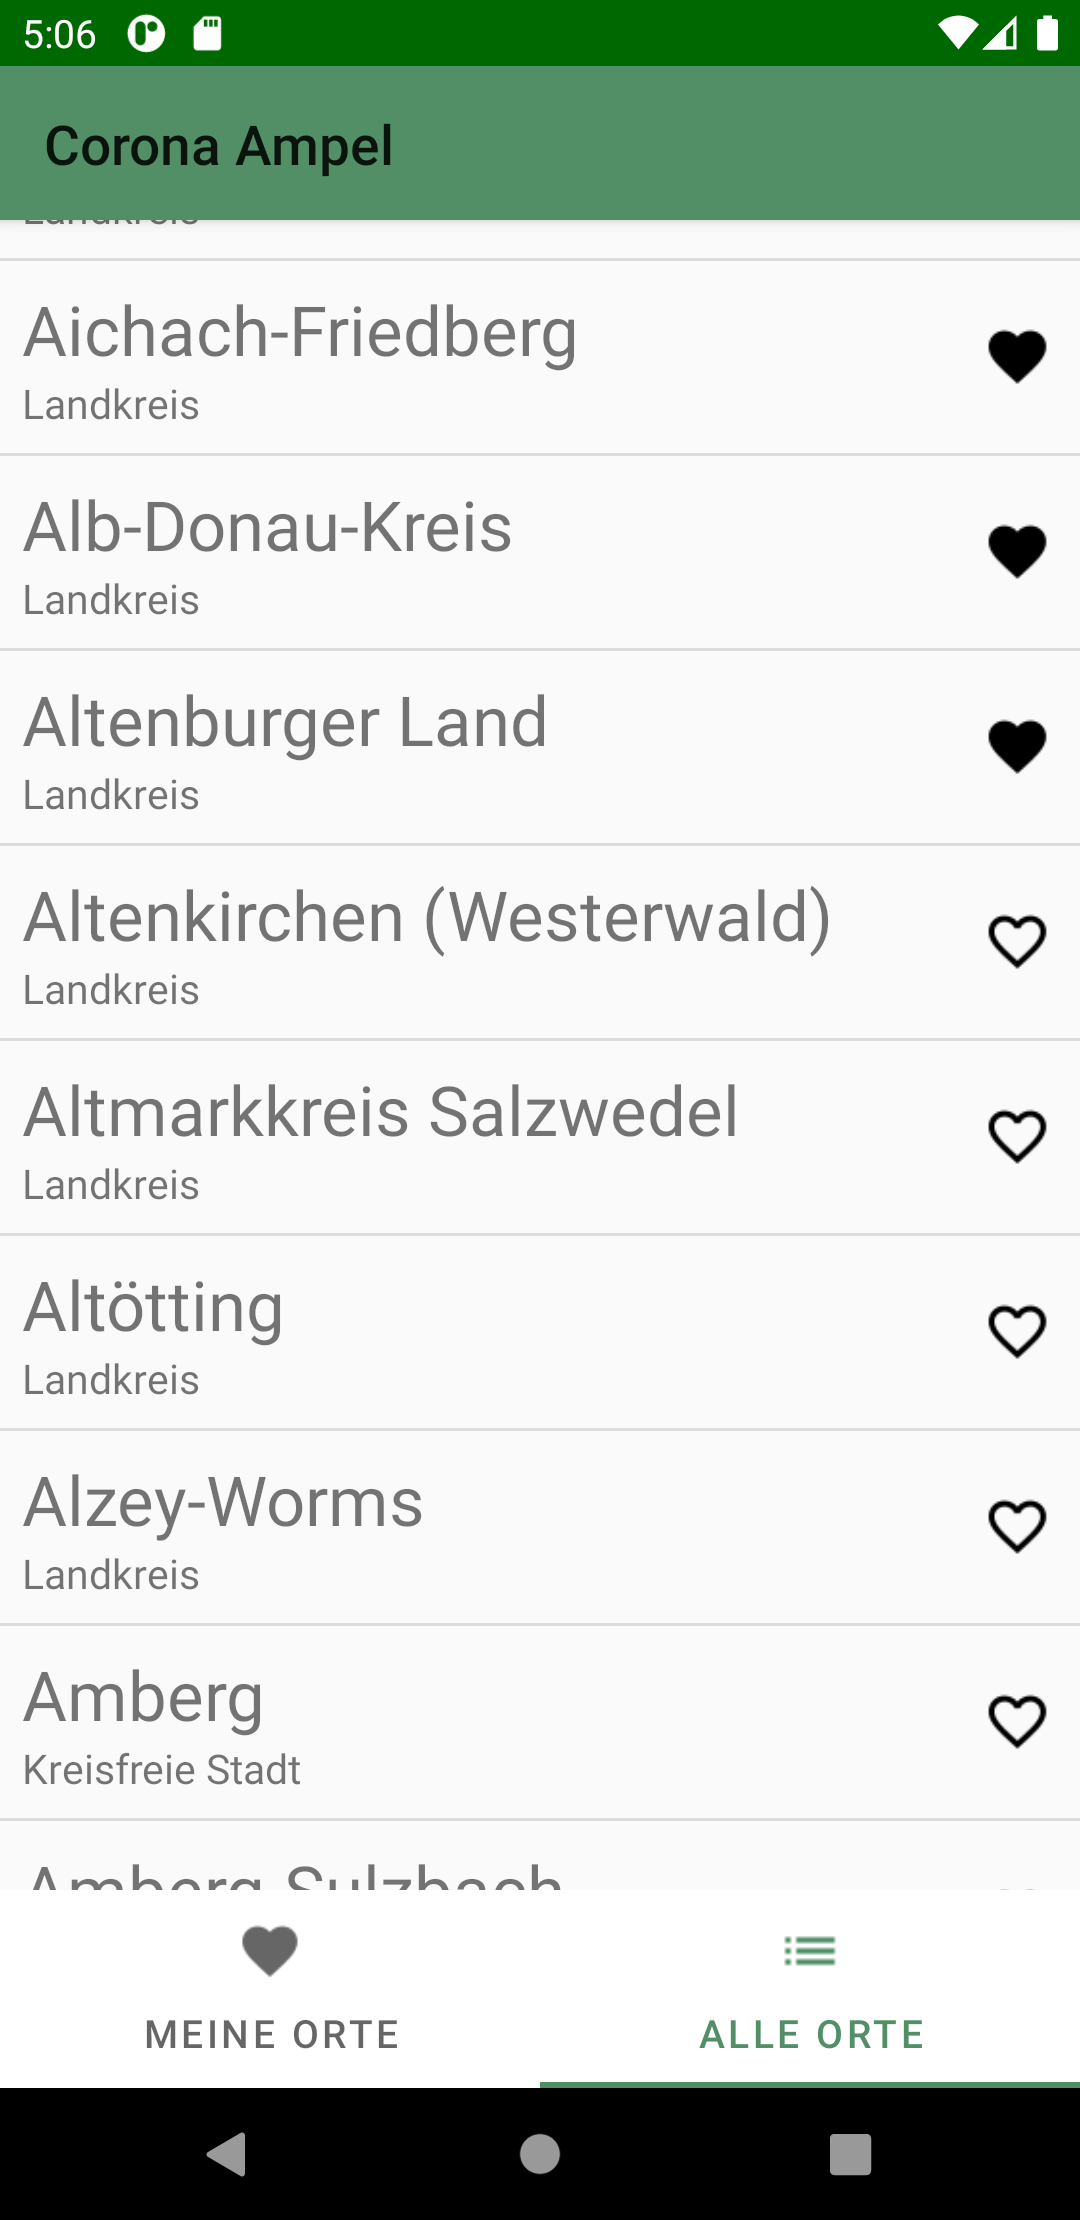 5:06
Corona Ampel
Landkreis
Aichach-Friedberg
Landkreis
Alb-Donau-Kreis
Landkreis
Altenburger Land
Landkreis
Altenkirchen (Westerwald)
Landkreis
Altmarkkreis Salzwedel
Landkreis
Altötting
Landkreis
Alzey-Worms
Landkreis
Amberg
Kreisfreie Stadt
Amberg-Sulzbach
MEINE ORTE
ALLE ORTE